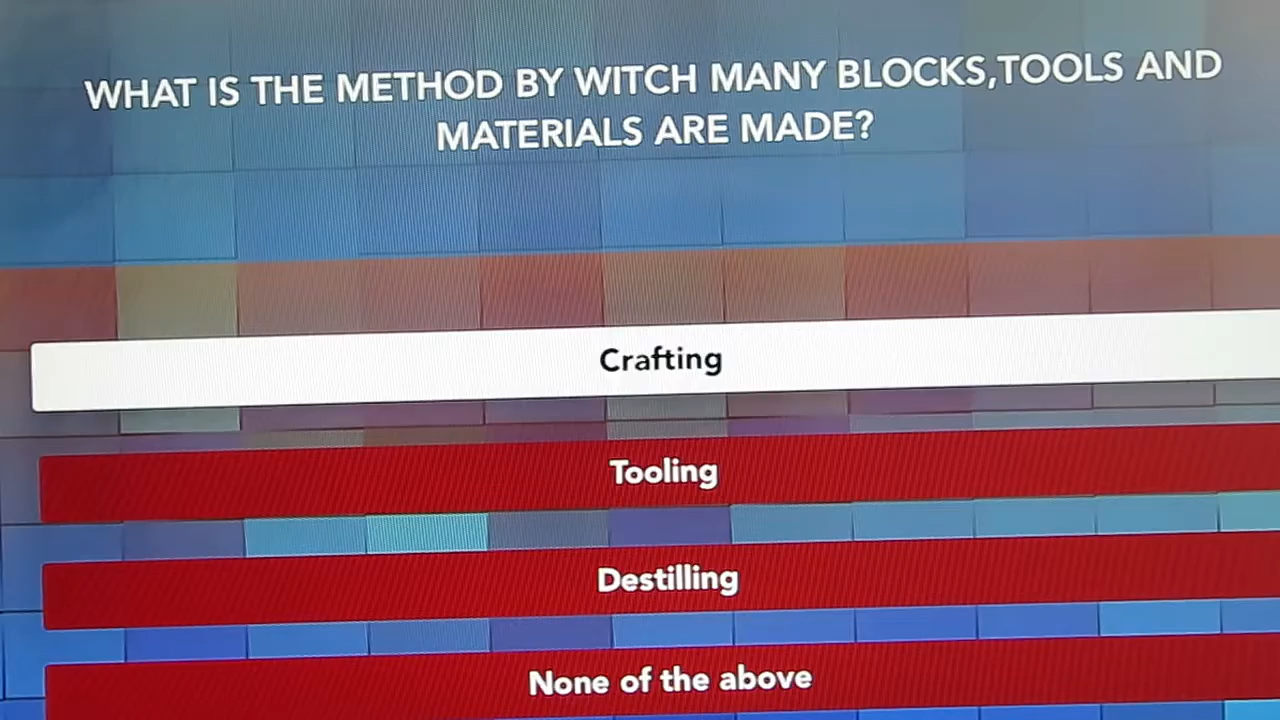 WHAT IS THE METHOD BY WITCH MANY BLOCKS,TOOLS AND
MATERIALS ARE MADE?
Crafting
Tooling
Destilling
None of the above